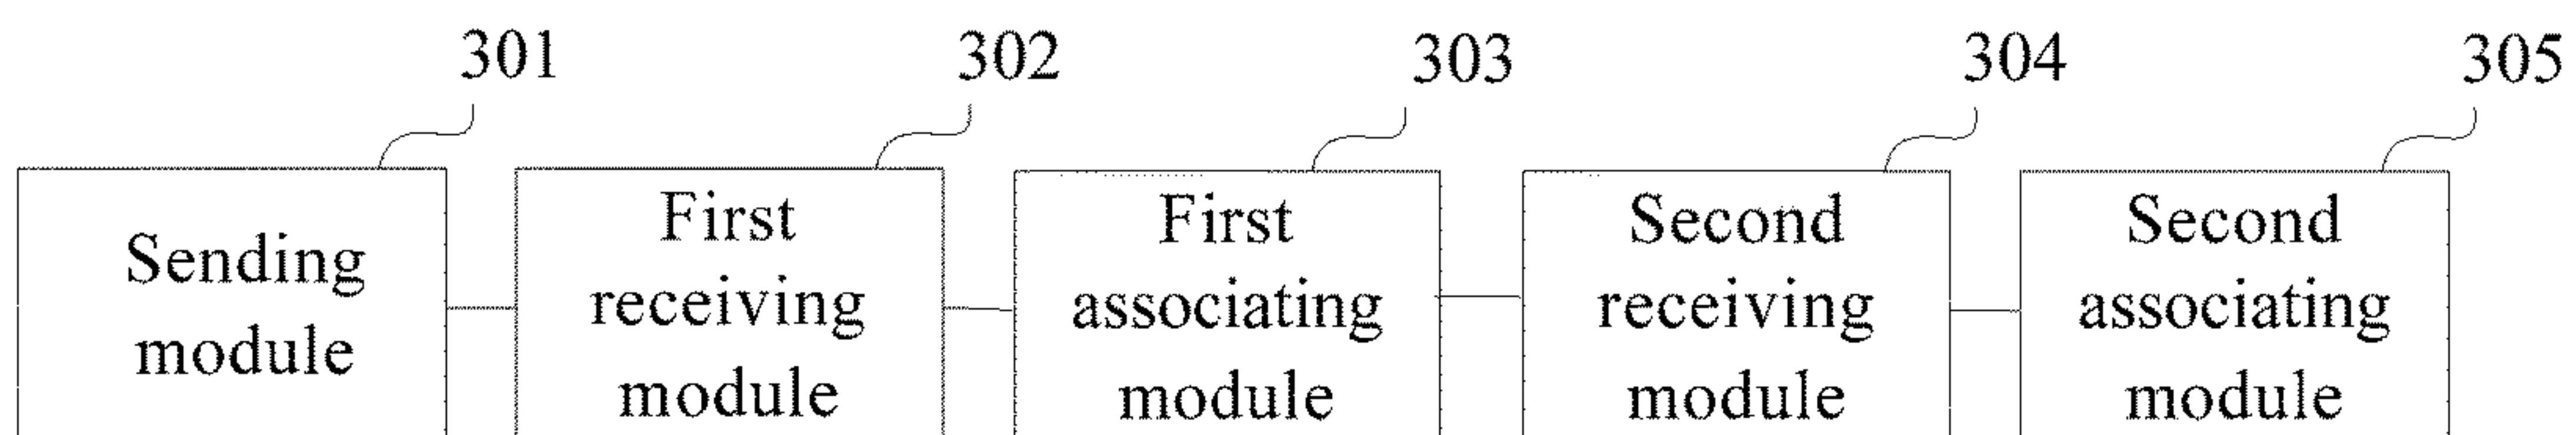 301 302 303 304 305
Sending
module
First
receiving
module
First
associating
module
Second
receiving
module
Second
associating
module